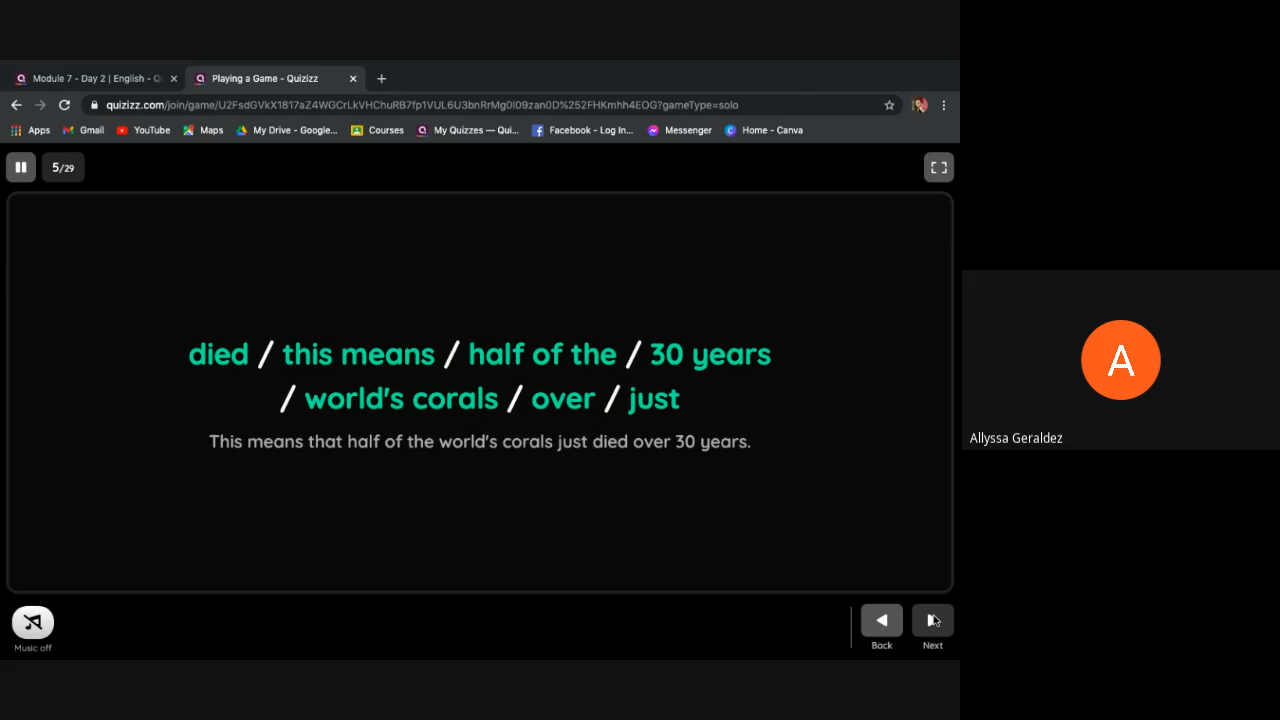 Module 7 - Day 2 | English - Q
Playing a Game - Quizizz
quizizz.com/join/game/U2FsdGVkX1817aZ4WGCrLkVHChuRB7fp1VUL6U3bnRrMg0l09zan0D%252FHKmhh4EOG?gameType=solo
Apps Gmail YouTube Maps My Drive - Google... Courses My Quizzes — Qui... Facebook - Log In... Messenger Home - Canva
5/29
died / this means / half of the / 30 years
/ world's corals / over / just
This means that half of the world's corals just died over 30 years.
A
Allyssa Geraldez
Music off
Back
Next